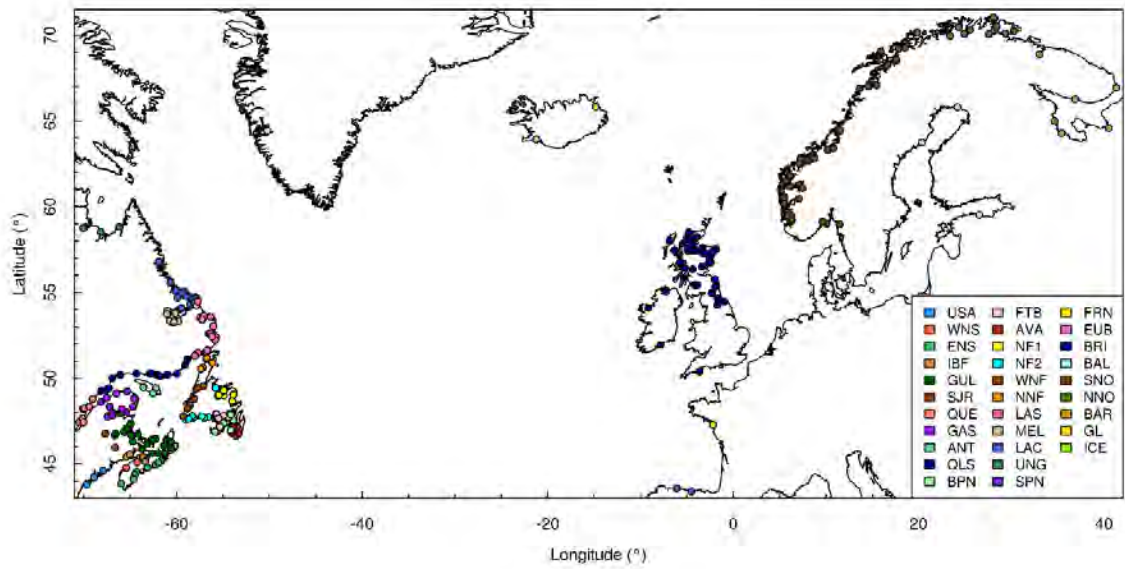 70
65
60
55
50
45
Latitude (°)
-60 -40 -20 0 20 40
Longitude (°)
USA FTB FRN
WNS AVA EUB
ENS NF1 BRI
IBF NF2 BAL
GUL WNF SNO
SJR NNF NNO
QUE LAS BAR
GAS MEL GL
ANT LAC ICE
QLS UNG
BPN SPN